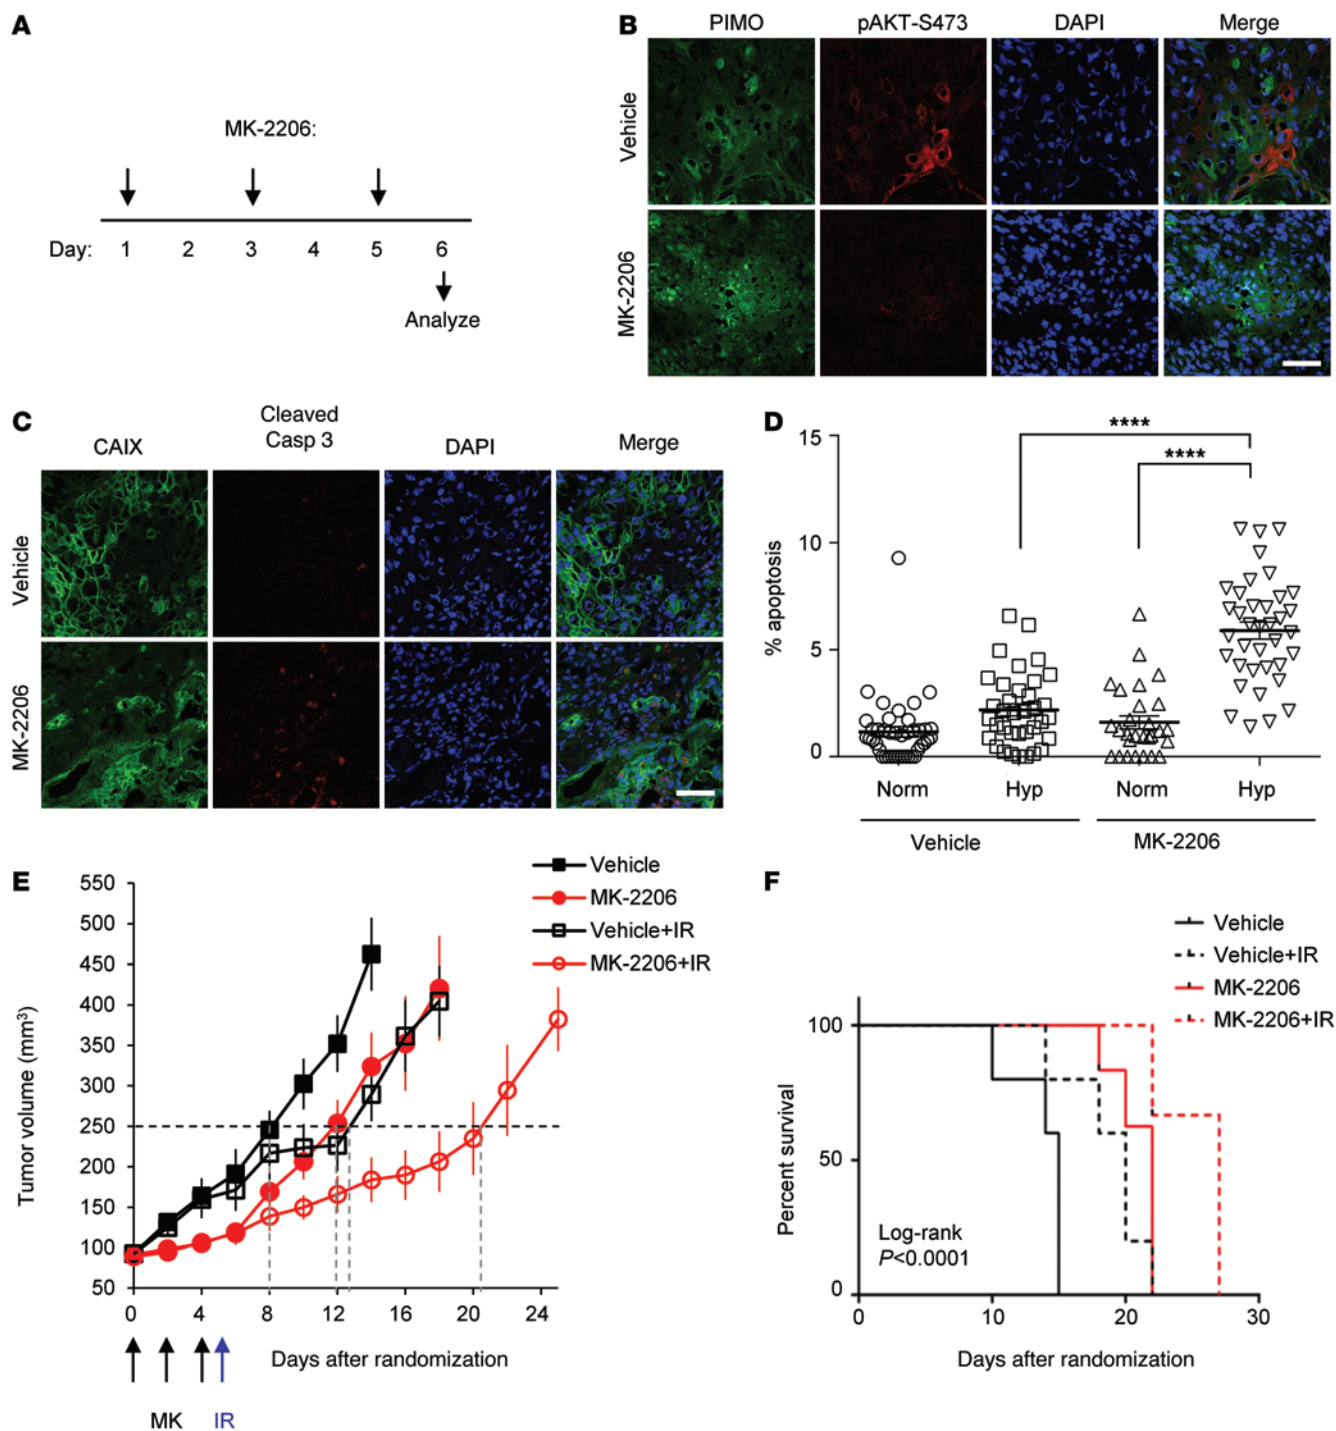 A
MK-2206:
Day: 1 2 3 4 5 6
Analyze
B
PIMO pAKT-S473 DAPI Merge
Vehicle
MK-2206
C
CAIX Cleaved Casp 3 DAPI Merge
Vehicle
MK-2206
D
% apoptosis
15
10
5
0
****
****
Norm Hyp Norm Hyp
Vehicle MK-2206
E
Vehicle
MK-2206
Vehicle+IR
MK-2206+IR
Tumor volume (mm³)
550
500
450
400
350
300
250
200
150
100
50
0 4 8 12 16 20 24
Days after randomization
MK IR
F
Vehicle
Vehicle+IR
MK-2206
MK-2206+IR
Percent survival
100
50
0
Log-rank
P<0.0001
0 10 20 30
Days after randomization